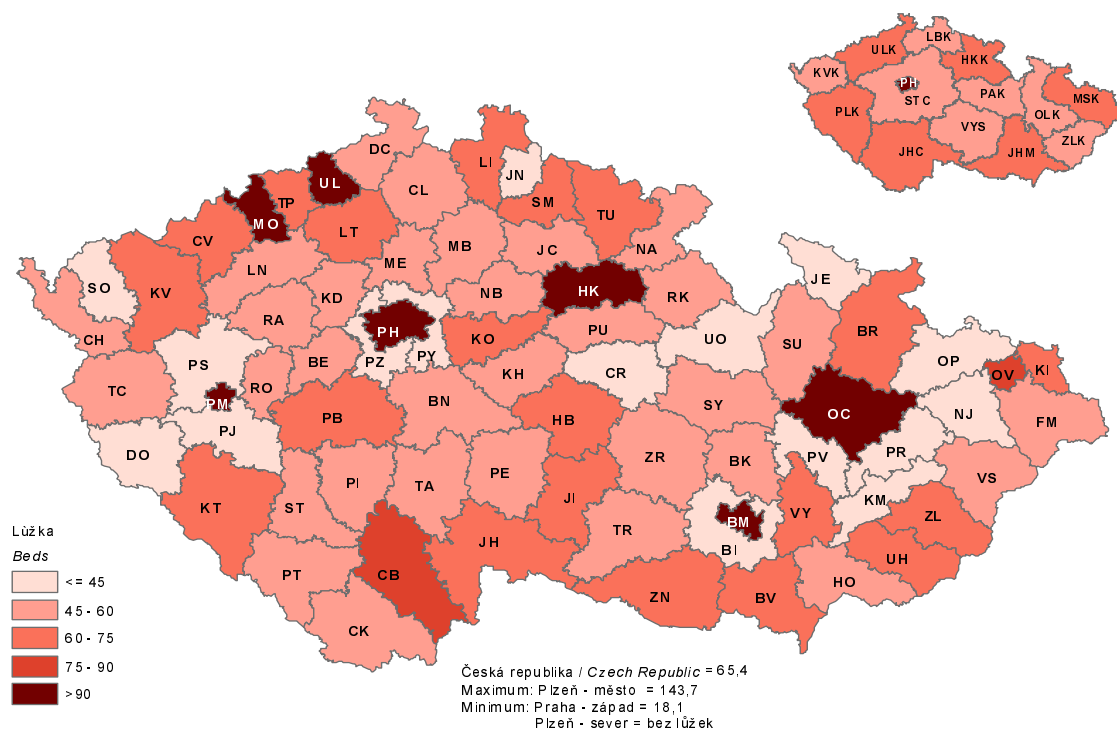 ULK
LBK
HKK
KVK
PH
STC
PAK
MSK
PLK
OLK
VYS
ZLK
JHC
JHM
DC
LI
JN
UL
TP
CL
SM
MO
TU
LT
CV
MB
JC
NA
ME
LN
JE
SO
KV
KD
NB
HK
RK
RA
PH
PU
BR
CH
KO
UO
SU
PS
BE
PZ
PY
OP
TC
RO
KH
CR
OV
KI
PM
BN
SY
PB
HB
OC
NJ
FM
PJ
DO
PR
PV
ZR
BK
PE
PI
TA
VS
JI
KM
KT
ST
VY
ZL
BM
TR
JH
BI
UH
PT
CB
HO
ZN
BV
CK
Lůžka
Beds
<= 45
45 - 60
60 - 75
75 - 90
>90
Česká republika / Czech Republic = 65,4
Maximum: Plzeň - město = 143,7
Minimum: Praha - západ = 18,1
Plzeň - sever = bez lůžek